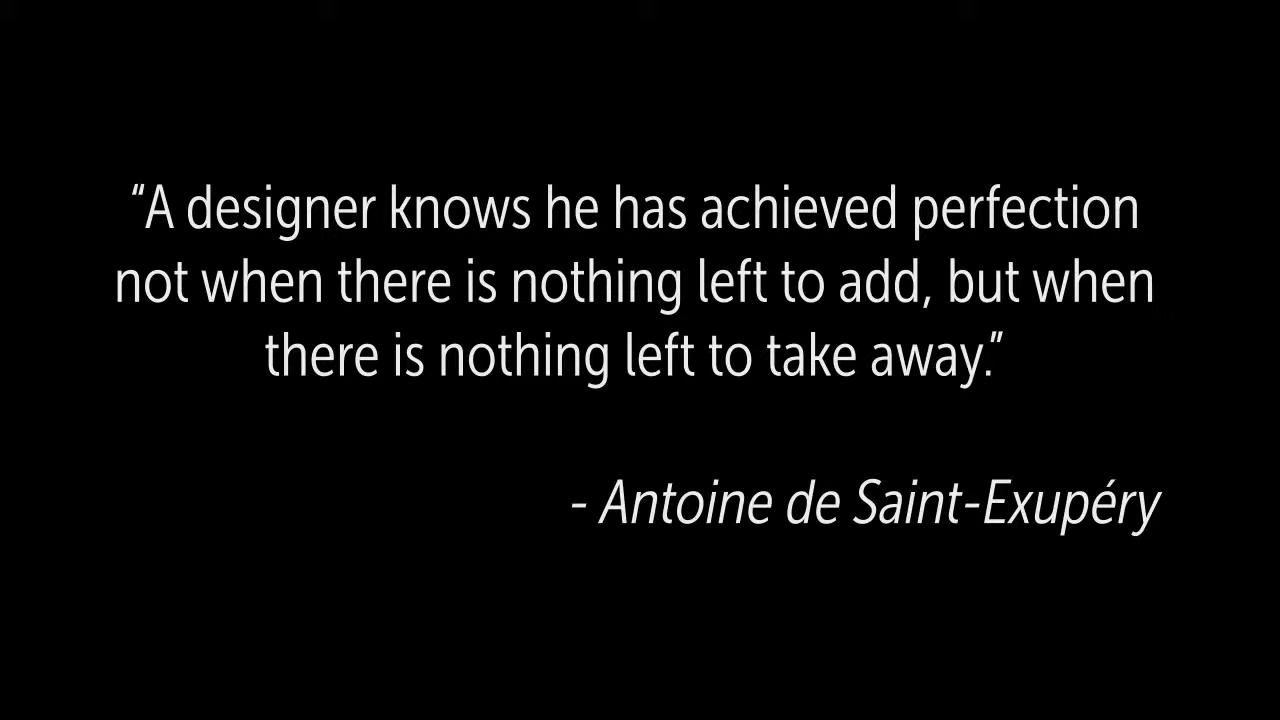 “A designer knows he has achieved perfection
not when there is nothing left to add, but when
there is nothing left to take away.”
- Antoine de Saint-Exupéry